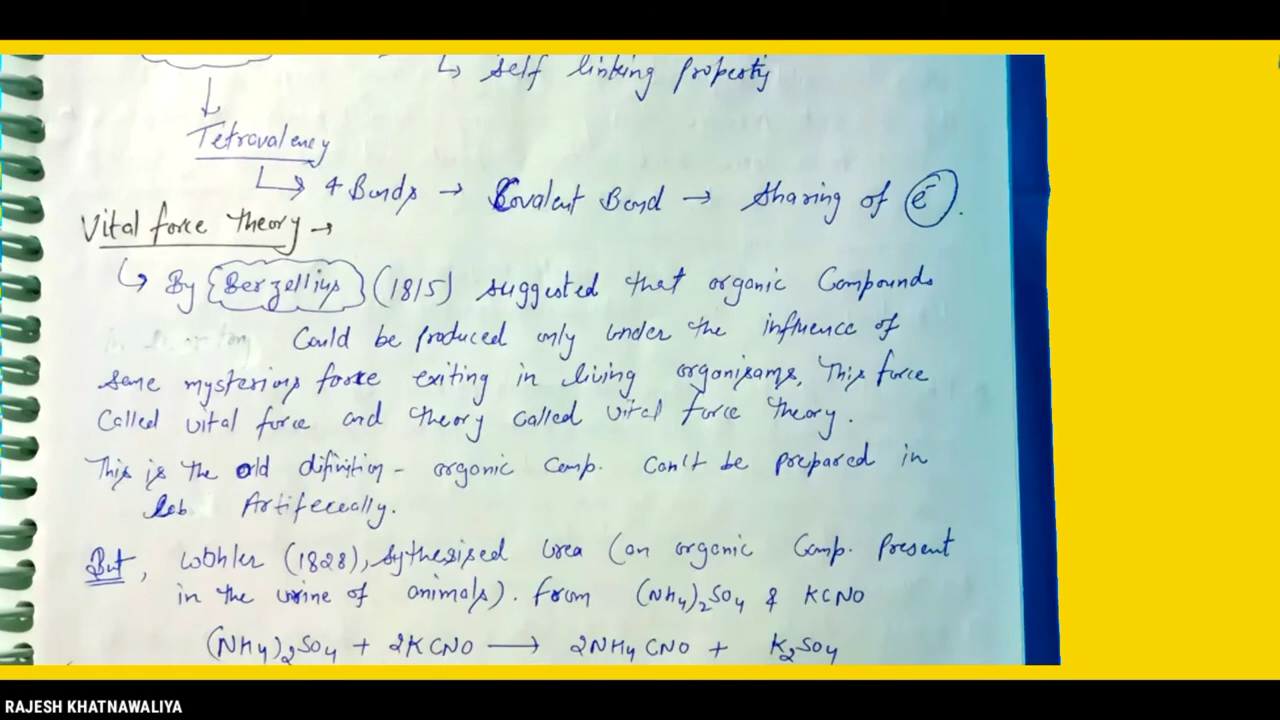 ↳ Self linking property
Tetravalency
↳ 4 Bonds → Covalent Bond → Sharing of e⁻.
Vital force theory →
↳ By Berzellius (1815) suggested that organic Compounds
Could be produced only under the influence of
some mysterious force exiting in living organisams, This force
Called vital force and theory called vital force theory.
This is the old difinition - organic Comp. Can't be prepared in
lab. Artifeceally.
But, Wohler (1828), sythesised Urea (an organic Comp. Present
in the urine of animals). from (NH₄)₂SO₄ & KCNO
(NH₄)₂SO₄ + 2KCNO ⟶ 2NH₄CNO + K₂SO₄
RAJESH KHATNAWALIYA